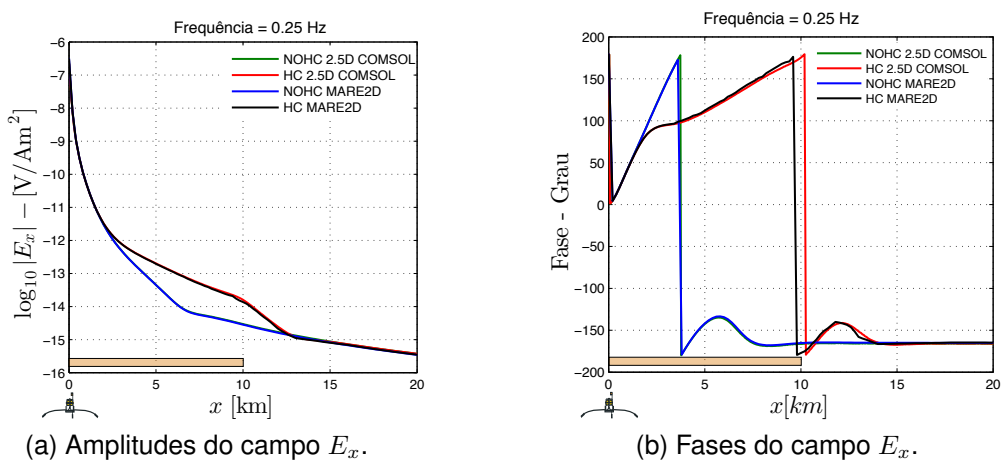 Frequência = 0.25 Hz
−6
−7
−8
−9
−10
−11
−12
−13
−14
−15
−16
log₁₀ |Eₓ| − [V/Am²]
NOHC 2.5D COMSOL
HC 2.5D COMSOL
NOHC MARE2D
HC MARE2D
0 5 10 15 20
x [km]
(a) Amplitudes do campo Eₓ.
Frequência = 0.25 Hz
200
150
100
50
0
−50
−100
−150
−200
Fase - Grau
NOHC 2.5D COMSOL
HC 2.5D COMSOL
NOHC MARE2D
HC MARE2D
0 5 10 15 20
x[km]
(b) Fases do campo Eₓ.